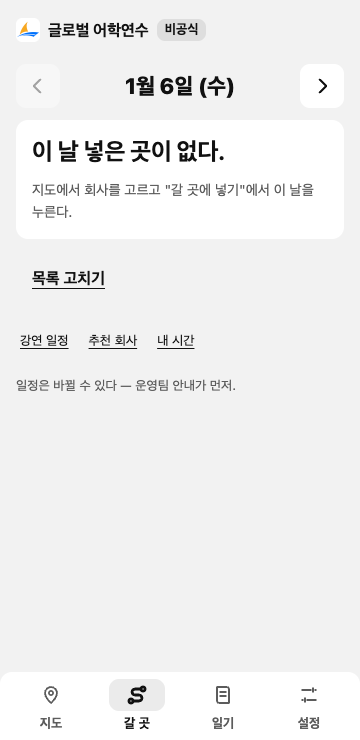 글로벌 어학연수 비공식
1월 6일 (수)
이 날 넣은 곳이 없다.
지도에서 회사를 고르고 "갈 곳에 넣기"에서 이 날을
누른다.
목록 고치기
강연 일정 추천 회사 내 시간
일정은 바뀔 수 있다 — 운영팀 안내가 먼저.
지도 갈 곳 일기 설정